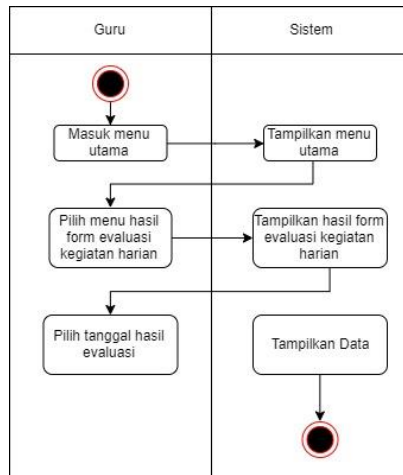 Guru
Sistem
Masuk menu
utama
Tampilkan menu
utama
Pilih menu hasil
form evaluasi
kegiatan harian
Tampilkan hasil form
evaluasi kegiatan
harian
Pilih tanggal hasil
evaluasi
Tampilkan Data